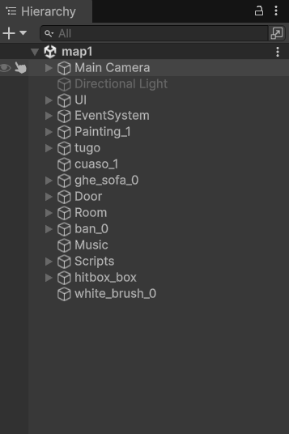 Hierarchy
All
map1
Main Camera
Directional Light
UI
EventSystem
Painting_1
tugo
cuaso_1
ghe_sofa_0
Door
Room
ban_0
Music
Scripts
hitbox_box
white_brush_0